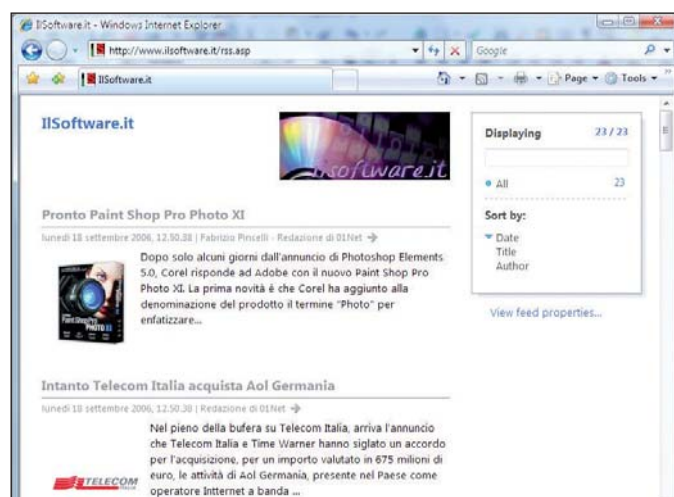 IlSoftware.it - Windows Internet Explorer
http://www.ilsoftware.it/rss.asp
Google
IlSoftware.it
Page
Tools
IlSoftware.it
ilsoftware.it
Pronto Paint Shop Pro Photo XI
lunedì 18 settembre 2006, 12.50.38 | Fabrizio Pincelli - Redazione di 01Net
Dopo solo alcuni giorni dall'annuncio di Photoshop Elements
5.0, Corel risponde ad Adobe con il nuovo Paint Shop Pro
Photo XI. La prima novità é che Corel ha aggiunto alla
denominazione del prodotto il termine "Photo" per
enfatizzare...
Paint Shop Pro
PHOTO XI
Intanto Telecom Italia acquista Aol Germania
lunedì 18 settembre 2006, 12.50.38 | Redazione di 01Net
Nel pieno della bufera su Telecom Italia, arriva l'annuncio
che Telecom Italia e Time Warner hanno siglato un accordo
per l'acquisizione, per un importo valutato in 675 milioni di
euro, le attività di Aol Germania, presente nel Paese come
operatore Intternet a banda ...
TELECOM
Displaying 23 / 23
All 23
Sort by:
Date
Title
Author
View feed properties...